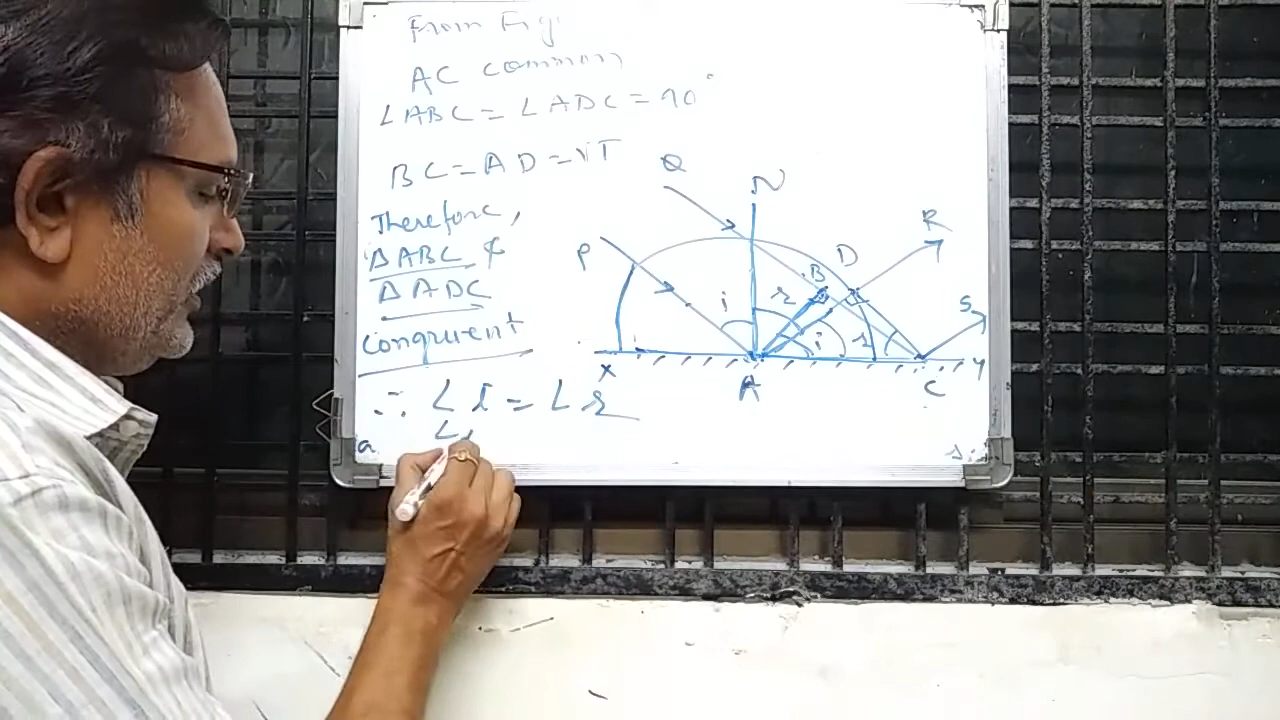 From Fig
AC common
∠ABC = ∠ADC = 90°
BC = AD = VT
Therefore,
ΔABC &
ΔADC
congruent
∴ ∠i = ∠r
∠i
a
Q
N
R
P
D
B
S
i
r
i
r
X
A
C
Y